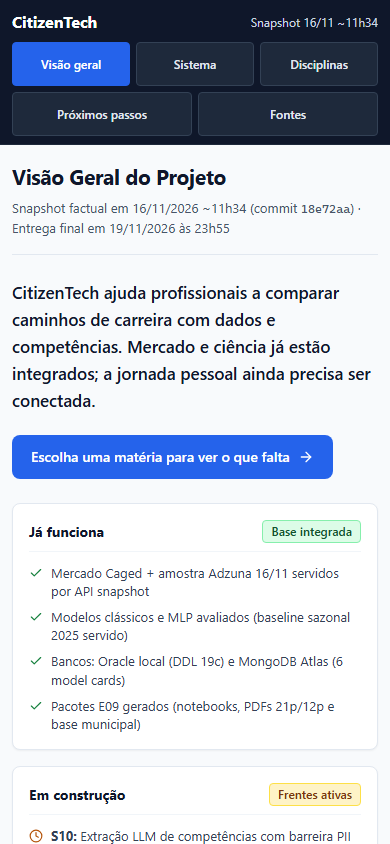 CitizenTech
Snapshot 16/11 ~11h34
Visão geral
Sistema
Disciplinas
Próximos passos
Fontes
Visão Geral do Projeto
Snapshot factual em 16/11/2026 ~11h34 (commit 18e72aa) ·
Entrega final em 19/11/2026 às 23h55
CitizenTech ajuda profissionais a comparar
caminhos de carreira com dados e
competências. Mercado e ciência já estão
integrados; a jornada pessoal ainda precisa ser
conectada.
Escolha uma matéria para ver o que falta →
Já funciona
Base integrada
Mercado Caged + amostra Adzuna 16/11 servidos
por API snapshot
Modelos clássicos e MLP avaliados (baseline sazonal
2025 servido)
Bancos: Oracle local (DDL 19c) e MongoDB Atlas (6
model cards)
Pacotes E09 gerados (notebooks, PDFs 21p/12p e
base municipal)
Em construção
Frentes ativas
S10: Extração LLM de competências com barreira PII